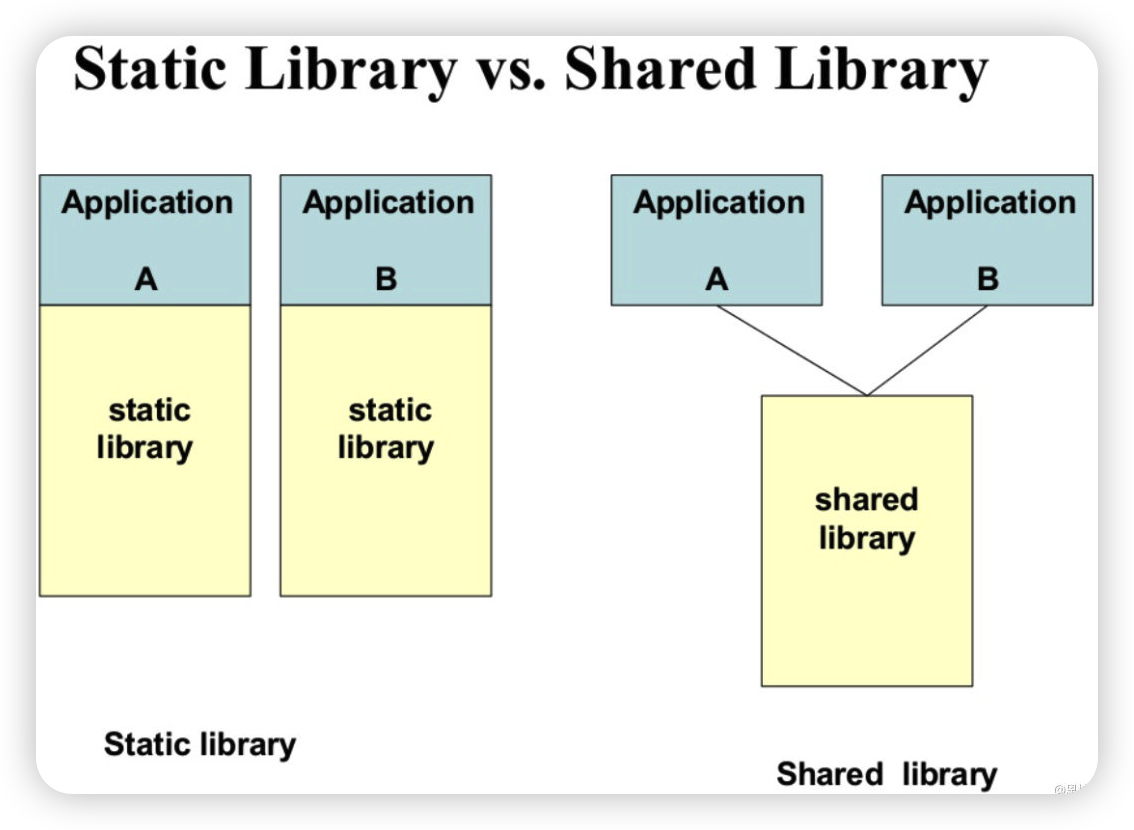 Static Library vs. Shared Library
Application
A
static
library
Application
B
static
library
Application
A
Application
B
shared
library
Static library
Shared library